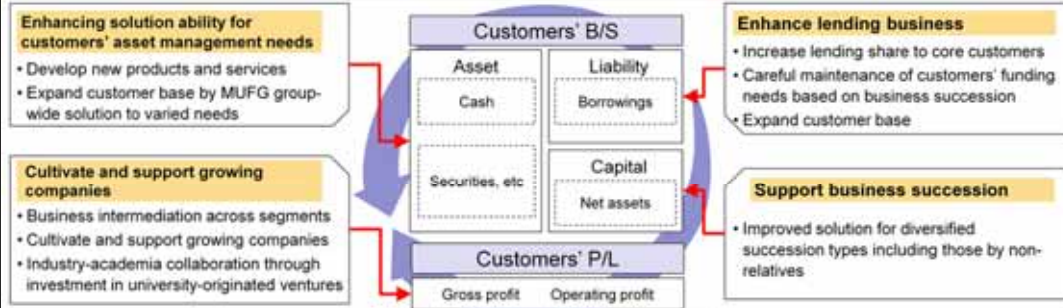 Enhancing solution ability for
customers' asset management needs
• Develop new products and services
• Expand customer base by MUFG group-
wide solution to varied needs
Cultivate and support growing
companies
• Business intermediation across segments
• Cultivate and support growing companies
• Industry-academia collaboration through
investment in university-originated ventures
Customers' B/S
Asset
Cash
Securities, etc
Liability
Borrowings
Capital
Net assets
Customers' P/L
Gross profit Operating profit
Enhance lending business
• Increase lending share to core customers
• Careful maintenance of customers' funding
needs based on business succession
• Expand customer base
Support business succession
• Improved solution for diversified
succession types including those by non-
relatives